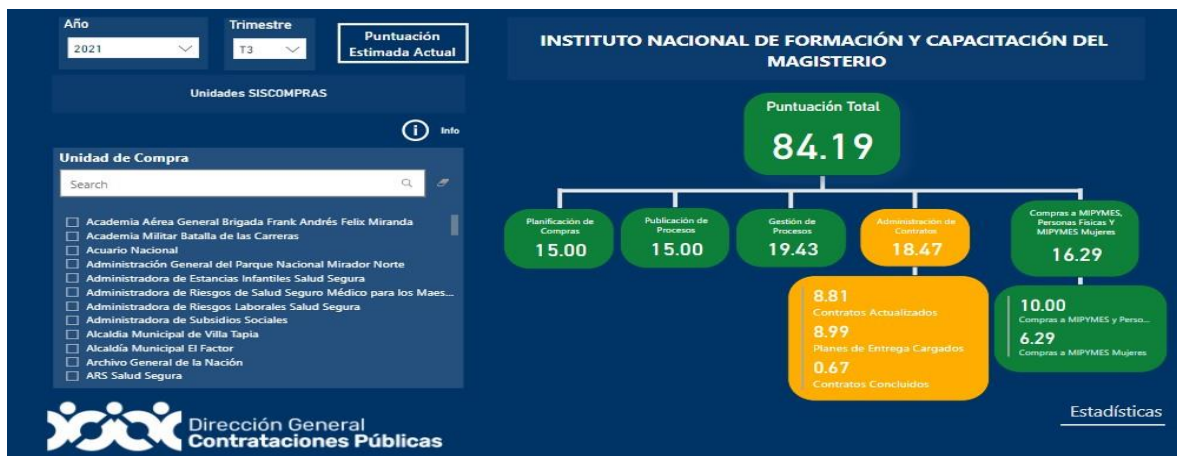 Año
2021
Trimestre
T3
Puntuación
Estimada Actual
Unidades SISCOMPRAS
Info
Unidad de Compra
Search
Academia Aérea General Brigada Frank Andrés Felix Miranda
Academia Militar Batalla de las Carreras
Acuario Nacional
Administración General del Parque Nacional Mirador Norte
Administradora de Estancias Infantiles Salud Segura
Administradora de Riesgos de Salud Seguro Médico para los Maes...
Administradora de Riesgos Laborales Salud Segura
Administradora de Subsidios Sociales
Alcaldia Municipal de Villa Tapia
Alcaldía Municipal El Factor
Archivo General de la Nación
ARS Salud Segura
Dirección General
Contrataciones Públicas
INSTITUTO NACIONAL DE FORMACIÓN Y CAPACITACIÓN DEL
MAGISTERIO
Puntuación Total
84.19
Planificación de
Compras
15.00
Publicación de
Procesos
15.00
Gestión de
Procesos
19.43
Administración de
Contratos
18.47
Compras a MIPYMES,
Personas Físicas Y
MIPYMES Mujeres
16.29
8.81
Contratos Actualizados
8.99
Planes de Entrega Cargados
0.67
Contratos Concluidos
10.00
Compras a MIPYMES y Perso...
6.29
Compras a MIPYMES Mujeres
Estadísticas